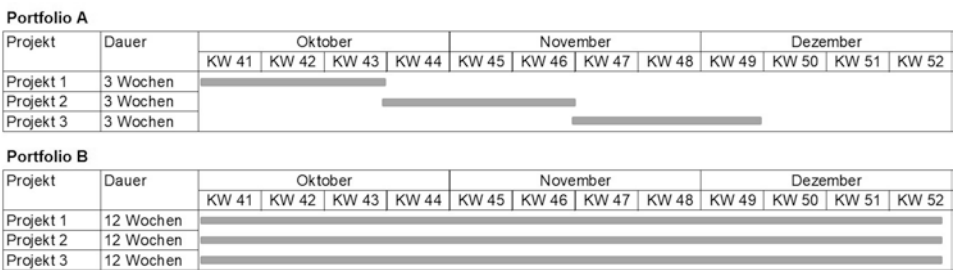 Portfolio A
Projekt Dauer Oktober November Dezember
KW 41 KW 42 KW 43 KW 44 KW 45 KW 46 KW 47 KW 48 KW 49 KW 50 KW 51 KW 52
Projekt 1 3 Wochen
Projekt 2 3 Wochen
Projekt 3 3 Wochen
Portfolio B
Projekt Dauer Oktober November Dezember
KW 41 KW 42 KW 43 KW 44 KW 45 KW 46 KW 47 KW 48 KW 49 KW 50 KW 51 KW 52
Projekt 1 12 Wochen
Projekt 2 12 Wochen
Projekt 3 12 Wochen